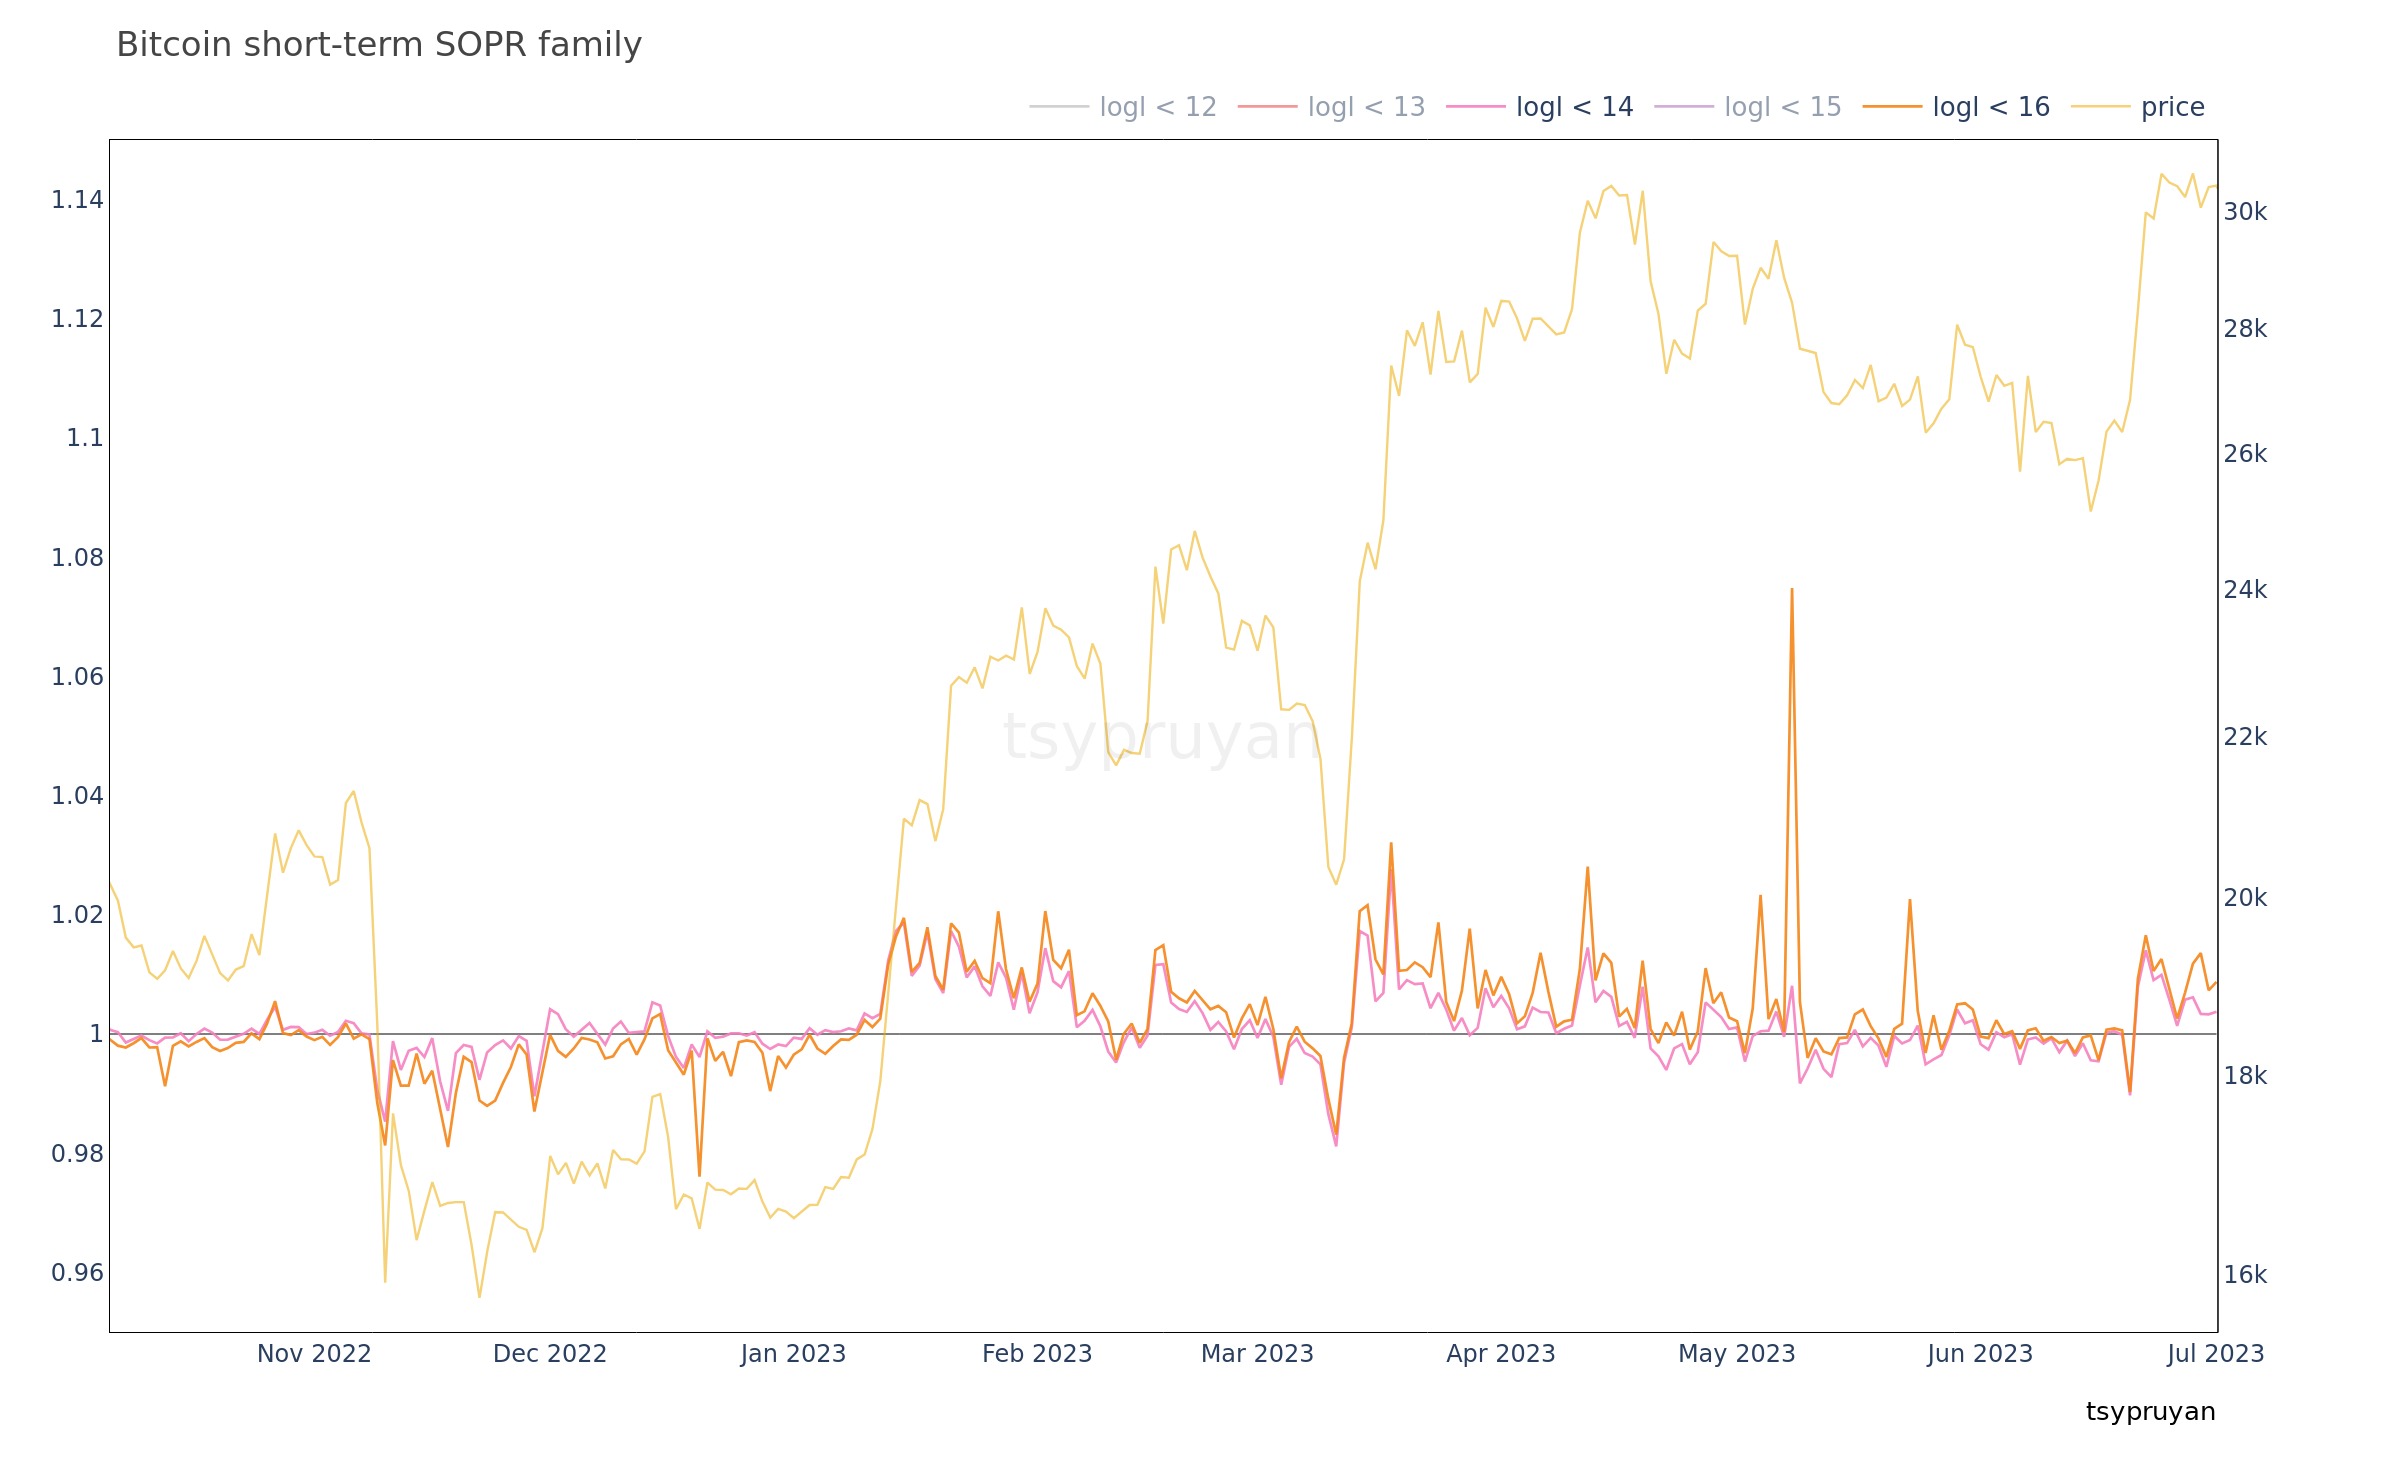 Bitcoin short-term SOPR family
logl < 12 logl < 13 logl < 14 logl < 15 logl < 16 price
1.14
1.12
1.1
1.08
1.06
1.04
1.02
1
0.98
0.96
30k
28k
26k
24k
22k
20k
18k
16k
tsypruyan
Nov 2022 Dec 2022 Jan 2023 Feb 2023 Mar 2023 Apr 2023 May 2023 Jun 2023 Jul 2023
tsypruyan